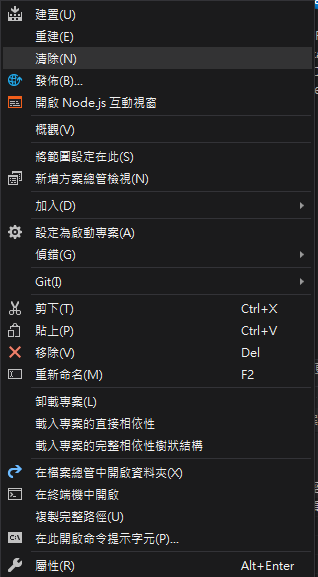 建置(U)
重建(E)
清除(N)
發佈(B)...
開啟 Node.js 互動視窗
概觀(V)
將範圍設定在此(S)
新增方案總管檢視(N)
加入(D)
設定為啟動專案(A)
偵錯(G)
Git(I)
剪下(T) Ctrl+X
貼上(P) Ctrl+V
移除(V) Del
重新命名(M) F2
卸載專案(L)
載入專案的直接相依性
載入專案的完整相依性樹狀結構
在檔案總管中開啟資料夾(X)
在終端機中開啟
複製完整路徑(U)
在此開啟命令提示字元(P)...
屬性(R) Alt+Enter